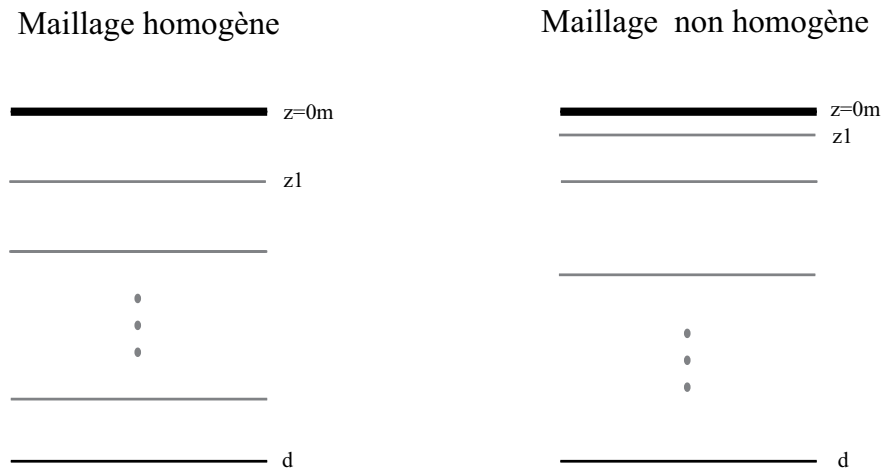 Maillage homogène
z=0m
z1
d
Maillage non homogène
z=0m
z1
d